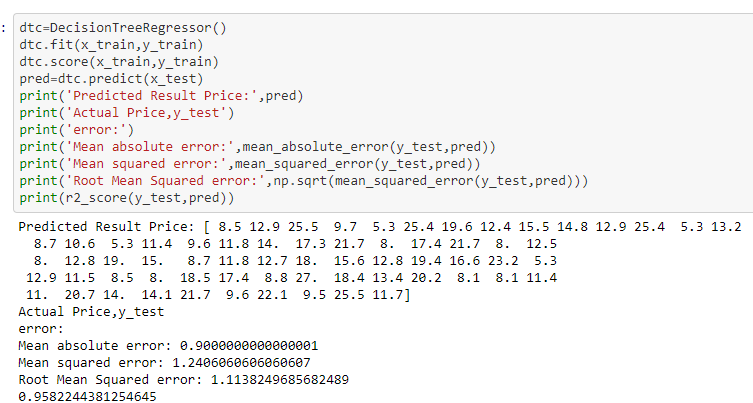 : dtc=DecisionTreeRegressor()
dtc.fit(x_train,y_train)
dtc.score(x_train,y_train)
pred=dtc.predict(x_test)
print('Predicted Result Price:',pred)
print('Actual Price,y_test')
print('error:')
print('Mean absolute error:',mean_absolute_error(y_test,pred))
print('Mean squared error:',mean_squared_error(y_test,pred))
print('Root Mean Squared error:',np.sqrt(mean_squared_error(y_test,pred)))
print(r2_score(y_test,pred))
Predicted Result Price: [ 8.5 12.9 25.5  9.7  5.3 25.4 19.6 12.4 15.5 14.8 12.9 25.4  5.3 13.2
  8.7 10.6  5.3 11.4  9.6 11.8 14.  17.3 21.7  8.  17.4 21.7  8.  12.5
  8.  12.8 19.  15.   8.7 11.8 12.7 18.  15.6 12.8 19.4 16.6 23.2  5.3
 12.9 11.5  8.5  8.  18.5 17.4  8.8 27.  18.4 13.4 20.2  8.1  8.1 11.4
 11.  20.7 14.  14.1 21.7  9.6 22.1  9.5 25.5 11.7]
Actual Price,y_test
error:
Mean absolute error: 0.9000000000000001
Mean squared error: 1.2406060606060607
Root Mean Squared error: 1.1138249685682489
0.9582244381254645